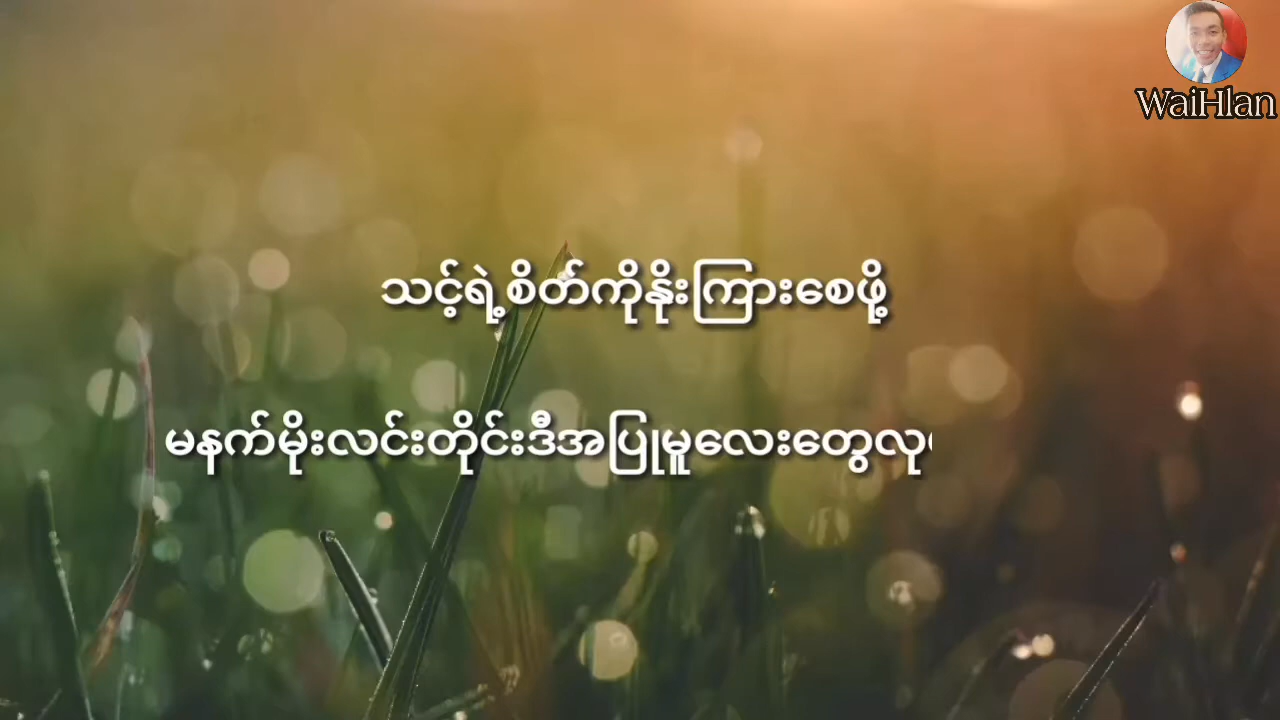 WaiHlan
သင့်ရဲ့စိတ်ကိုနိုးကြားစေဖို့
မနက်မိုးလင်းတိုင်းဒီအပြုမူလေးတွေလု